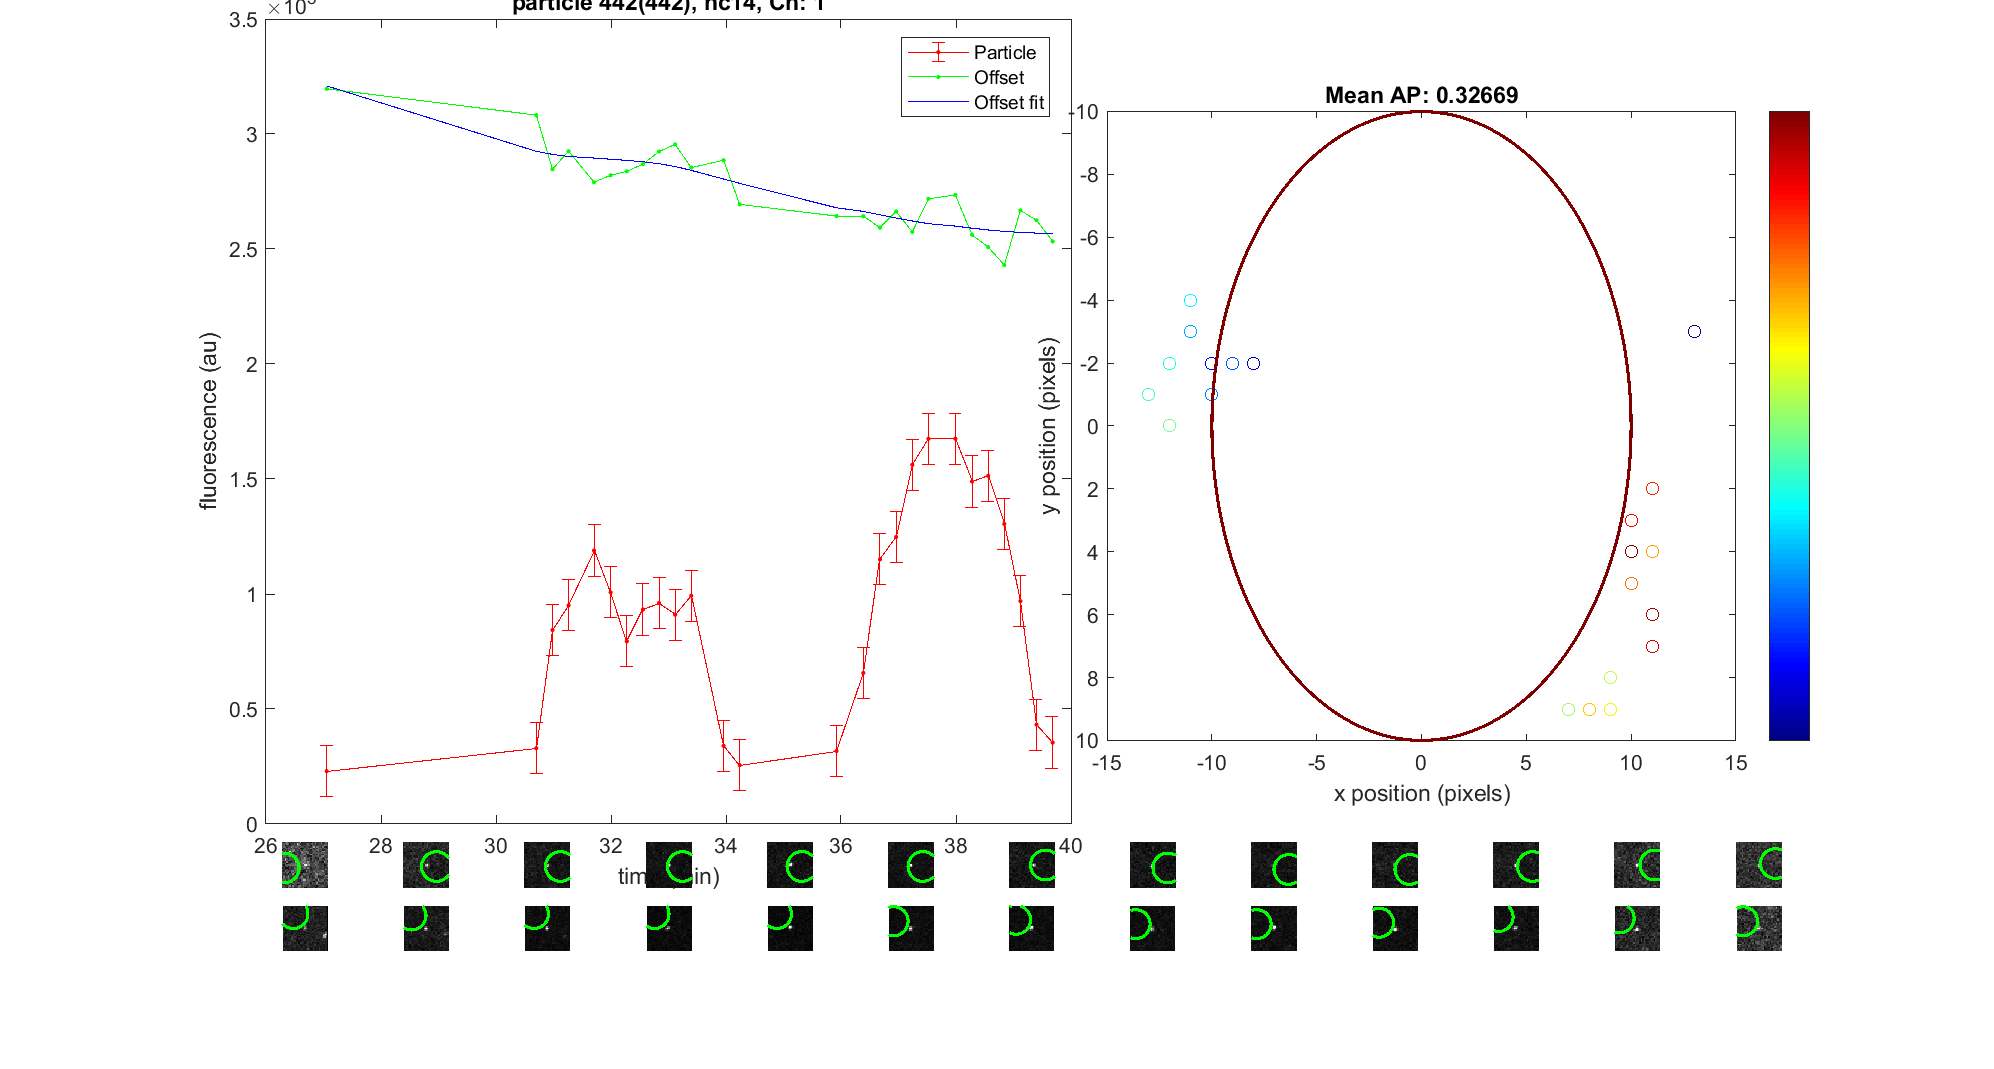 particle 442(442), nc14, Ch: 1
3.5
3
2.5
2
1.5
1
0.5
0
fluorescence (au)
26 28 30 32 34 36 38 40
Particle
Offset
Offset fit
Mean AP: 0.32669
-10
-8
-6
-4
-2
0
2
4
6
8
10
y position (pixels)
-15 -10 -5 0 5 10 15
x position (pixels)